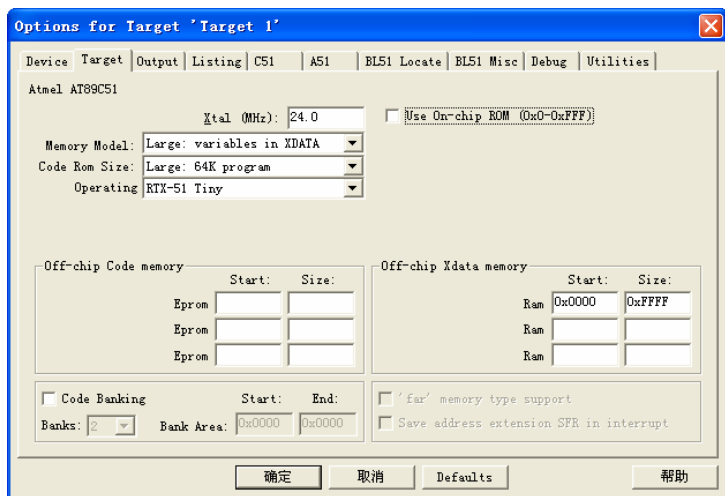 Options for Target 'Target 1'
Device Target Output Listing C51 A51 BL51 Locate BL51 Misc Debug Utilities
Atmel AT89C51
Xtal (MHz): 24.0 Use On-chip ROM (0x0-0xFFF)
Memory Model: Large: variables in XDATA
Code Rom Size: Large: 64K program
Operating RTX-51 Tiny
Off-chip Code memory Off-chip Xdata memory
Start: Size: Start: Size:
Eprom Ram 0x0000 0xFFFF
Eprom Ram
Eprom Ram
Code Banking Start: End: 'far' memory type support
Banks: 2 Bank Area: 0x0000 0x0000 Save address extension SFR in interrupt
确定 取消 Defaults 帮助